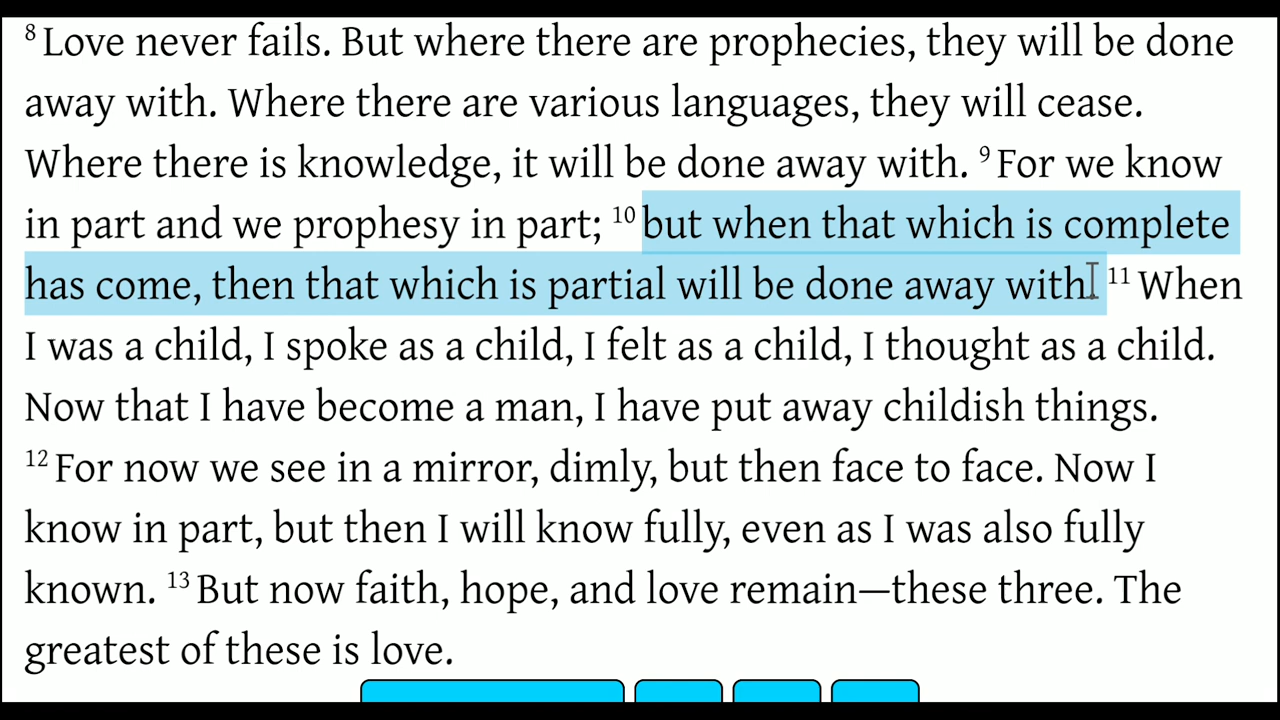 8 Love never fails. But where there are prophecies, they will be done
away with. Where there are various languages, they will cease.
Where there is knowledge, it will be done away with. 9 For we know
in part and we prophesy in part; 10 but when that which is complete
has come, then that which is partial will be done away with. 11 When
I was a child, I spoke as a child, I felt as a child, I thought as a child.
Now that I have become a man, I have put away childish things.
12 For now we see in a mirror, dimly, but then face to face. Now I
know in part, but then I will know fully, even as I was also fully
known. 13 But now faith, hope, and love remain—these three. The
greatest of these is love.